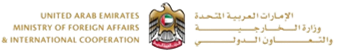 UNITED ARAB EMIRATES
MINISTRY OF FOREIGN AFFAIRS
& INTERNATIONAL COOPERATION
الإمارات العربية المتحدة
وزارة الخارجية
والتعاون الدولي